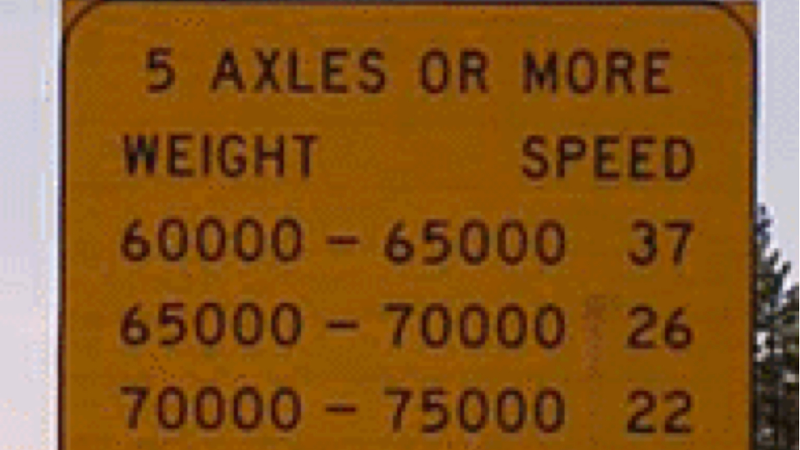 5 AXLES OR MORE
WEIGHT SPEED
60000 - 65000 37
65000 - 70000 26
70000 - 75000 22